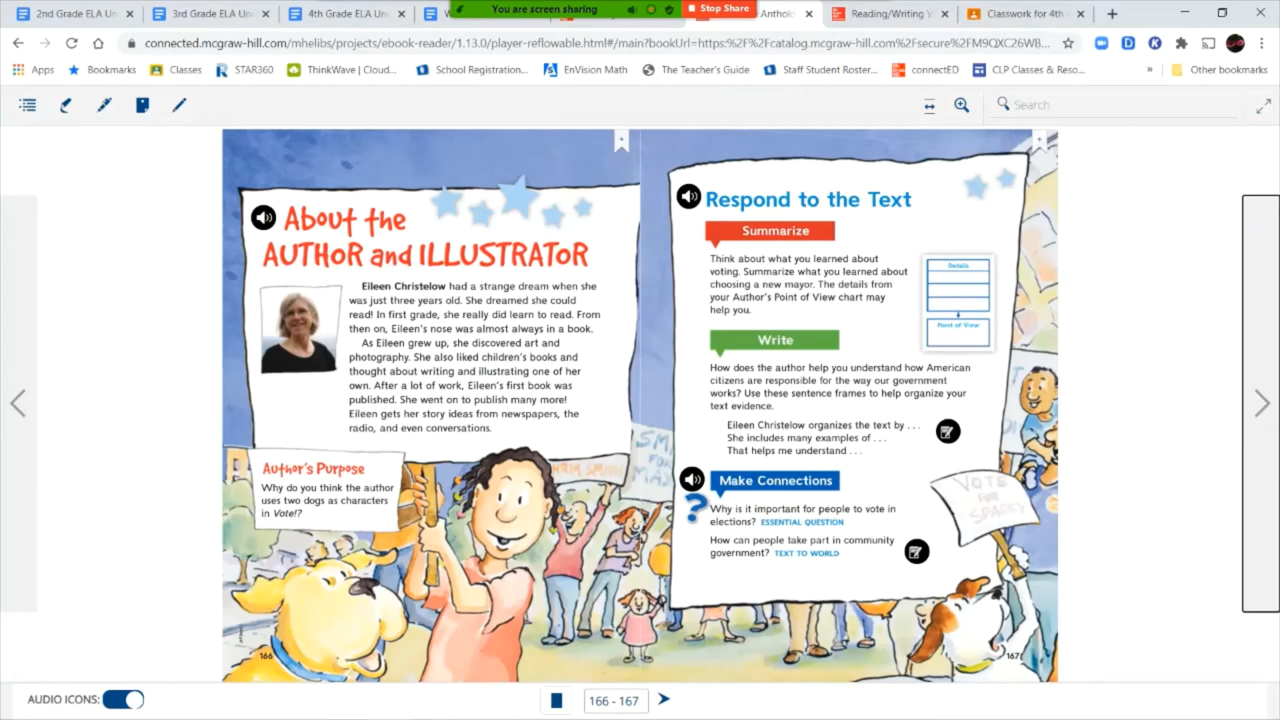 2nd Grade ELA Un
3rd Grade ELA Un
4th Grade ELA Un
You are screen sharing
Stop Share
Antholo
Reading/Writing
Classwork for 4th
connected.mcgraw-hill.com/mhelibs/projects/ebook-reader/1.13.0/player-reflowable.html#/main?bookUrl=https:%2F%2Fcatalog.mcgraw-hill.com%2Fsecure%2FM9QXC26WB...
Apps
Bookmarks
Classes
STAR360
ThinkWave | Cloud...
School Registration...
EnVision Math
The Teacher's Guide
Staff Student Roster...
connectED
CLP Classes & Reso...
»
Other bookmarks
Search
About the
AUTHOR and ILLUSTRATOR
Eileen Christelow had a strange dream when she
was just three years old. She dreamed she could
read! In first grade, she really did learn to read. From
then on, Eileen's nose was almost always in a book.
As Eileen grew up, she discovered art and
photography. She also liked children's books and
thought about writing and illustrating one of her
own. After a lot of work, Eileen's first book was
published. She went on to publish many more!
Eileen gets her story ideas from newspapers, the
radio, and even conversations.
Author's Purpose
Why do you think the author
uses two dogs as characters
in Vote!?
166
Respond to the Text
Summarize
Think about what you learned about
voting. Summarize what you learned about
choosing a new mayor. The details from
your Author's Point of View chart may
help you.
Details
Point of View
Write
How does the author help you understand how American
citizens are responsible for the way our government
works? Use these sentence frames to help organize your
text evidence.
Eileen Christelow organizes the text by . . .
She includes many examples of . . .
That helps me understand . . .
Make Connections
? Why is it important for people to vote in
elections? ESSENTIAL QUESTION
How can people take part in community
government? TEXT TO WORLD
VOTE
FOR
SPARKY
167
AUDIO ICONS:
166 - 167